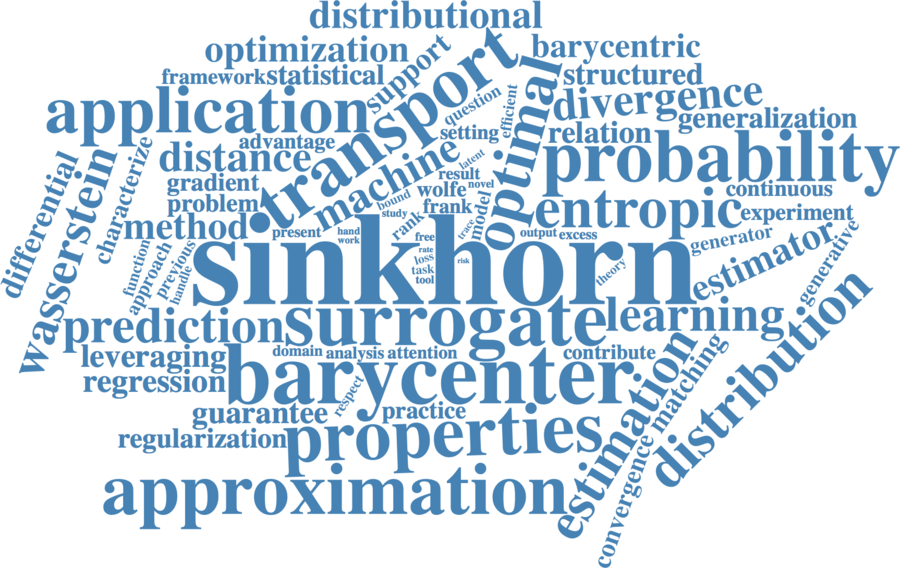 distributional
optimization
barycentric
support
framework
statistical
transport
structured
application
question
efficient
optimal
divergence
generalization
advantage
setting
relation
distance
machine
latent
probability
differential
wasserstein
characterize
gradient
result
wolfe
novel
continuous
problem
bound
study
frank
model
entropic
experiment
method
present
hand
work
rank
free
trace
output
excess
generator
estimator
generative
function
approach
previous
handle
sinkhorn
rate
loss
task
tool
risk
theory
prediction
surrogate
learning
distribution
leveraging
domain
analysis
attention
contribute
regression
barycenter
estimation
matching
guarantee
respect
practice
regularization
properties
convergence
approximation